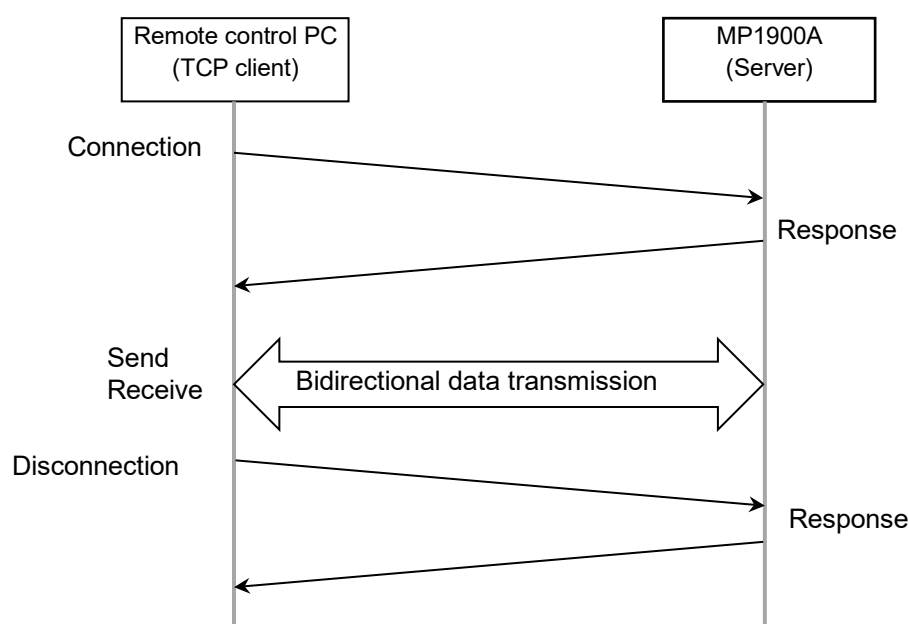 Remote control PC
(TCP client)
MP1900A
(Server)
Connection
Response
Send
Receive
Bidirectional data transmission
Disconnection
Response